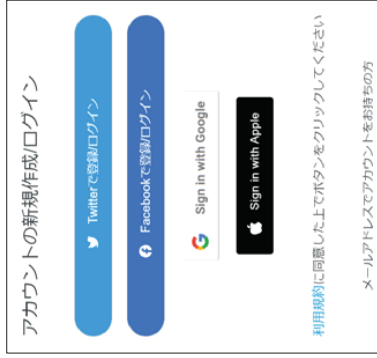 アカウントの新規作成/ログイン
Twitterで登録/ログイン
Facebookで登録/ログイン
Sign in with Google
Sign in with Apple
利用規約に同意した上でボタンをクリックしてください
メールアドレスでアカウントをお持ちの方